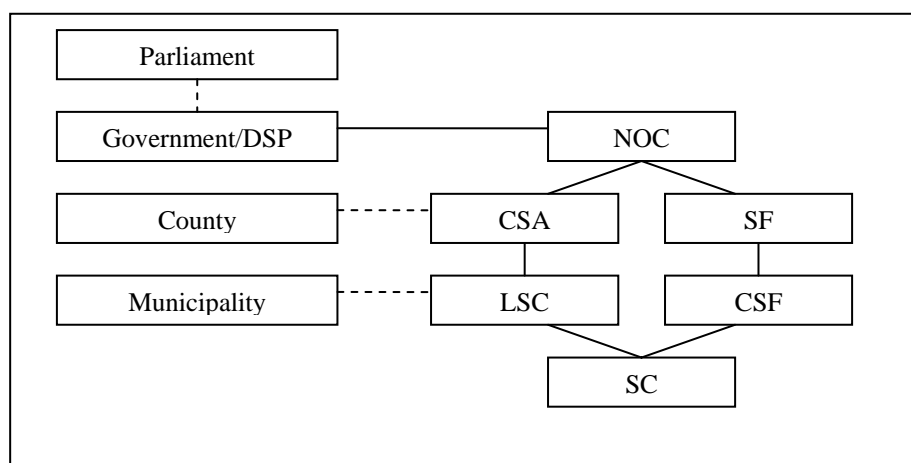 Parliament
Government/DSP
NOC
County
CSA
SF
Municipality
LSC
CSF
SC